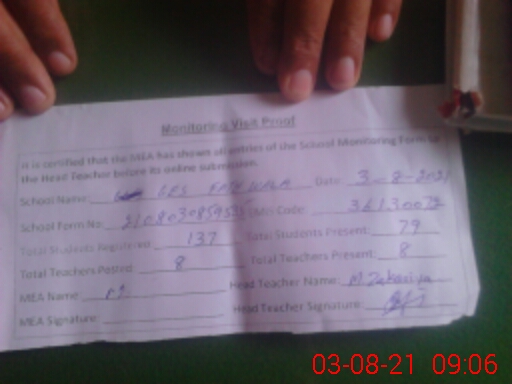 Monitoring Visit Proof
It is certified that the MEA has shown all entries of the School Monitoring Form to
the Head Teacher before its online submission.
School Name: GPS Date: 3-8-2021
School Form No: EMIS Code: 34130072
Total Students Registered: 137 Total Students Present: 79
Total Teachers Posted: 8 Total Teachers Present: 8
MEA Name: Head Teacher Name: M Zakariya
MEA Signature: Head Teacher Signature:
03-08-21 09:06